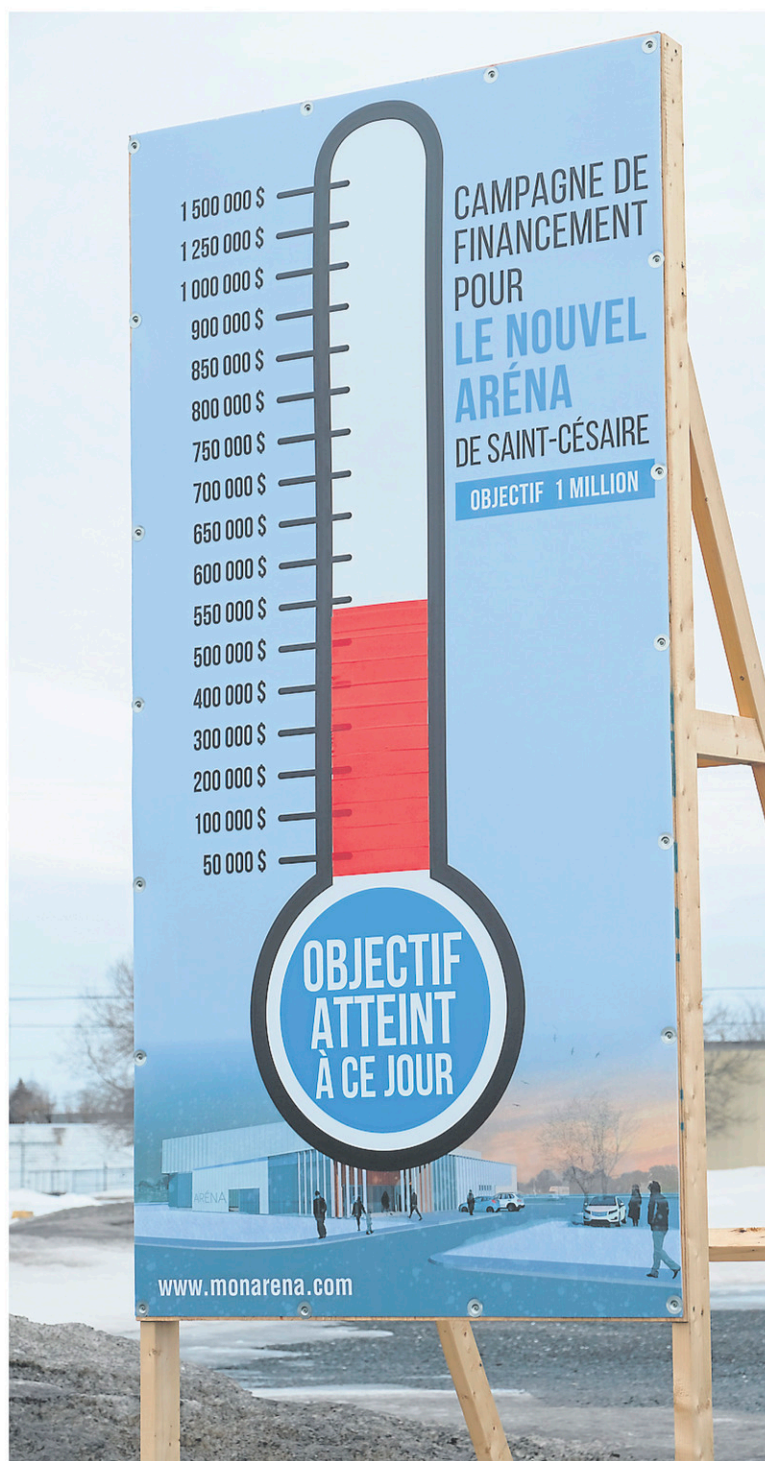 1 500 000 $
1 250 000 $
1 000 000 $
900 000 $
850 000 $
800 000 $
750 000 $
700 000 $
650 000 $
600 000 $
550 000 $
500 000 $
400 000 $
300 000 $
200 000 $
100 000 $
50 000 $
CAMPAGNE DE
FINANCEMENT
POUR
LE NOUVEL
ARÉNA
DE SAINT-CÉSAIRE
OBJECTIF 1 MILLION
OBJECTIF
ATTEINT
À CE JOUR
ARÉNA
www.monarena.com